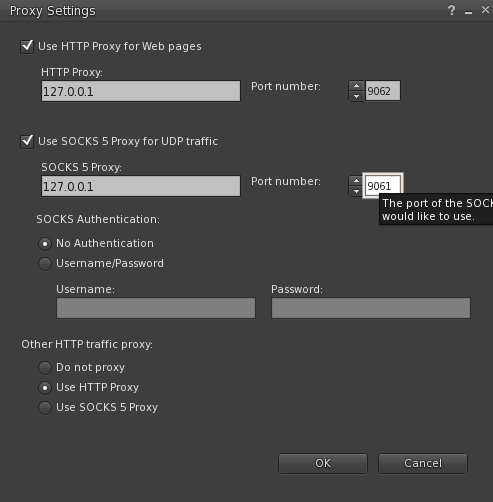 Proxy Settings
Use HTTP Proxy for Web pages
HTTP Proxy:
127.0.0.1
Port number:
9062
Use SOCKS 5 Proxy for UDP traffic
SOCKS 5 Proxy:
127.0.0.1
Port number:
9061
The port of the SOCK
would like to use.
SOCKS Authentication:
No Authentication
Username/Password
Username:
Password:
Other HTTP traffic proxy:
Do not proxy
Use HTTP Proxy
Use SOCKS 5 Proxy
OK
Cancel